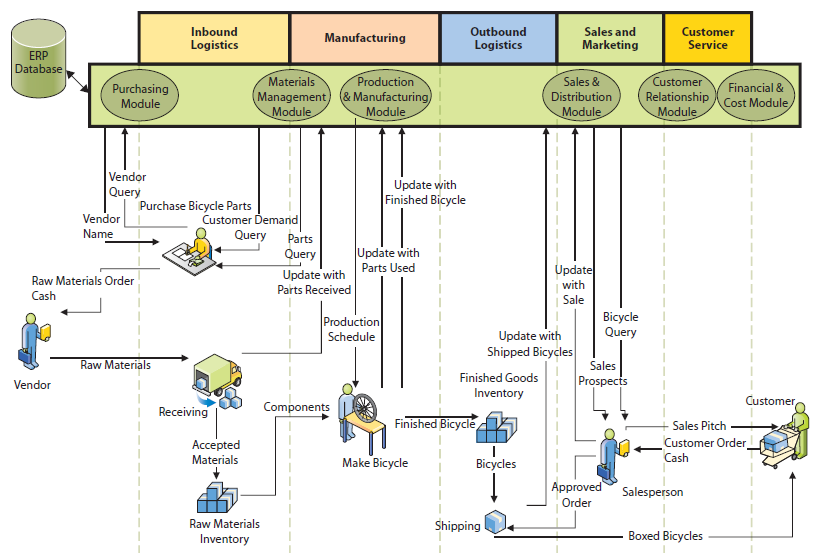 Inbound
Logistics
Manufacturing
Outbound
Logistics
Sales and
Marketing
Customer
Service
ERP
Database
Purchasing
Module
Materials
Management
Module
Production
& Manufacturing
Module
Sales &
Distribution
Module
Customer
Relationship
Module
Financial &
Cost Module
Vendor
Query
Update with
Finished Bicycle
Purchase Bicycle Parts
Vendor
Name
Customer Demand
Query
Parts
Query
Update with
Parts Used
Update with
Parts Received
Update
with
Sale
Raw Materials Order
Cash
Production
Schedule
Bicycle
Query
Update with
Shipped Bicycles
Vendor
Raw Materials
Sales
Prospects
Finished Goods
Inventory
Customer
Receiving
Components
Finished Bicycle
Sales Pitch
Customer Order
Cash
Accepted
Materials
Make Bicycle
Bicycles
Approved
Order
Salesperson
Raw Materials
Inventory
Shipping
Boxed Bicycles